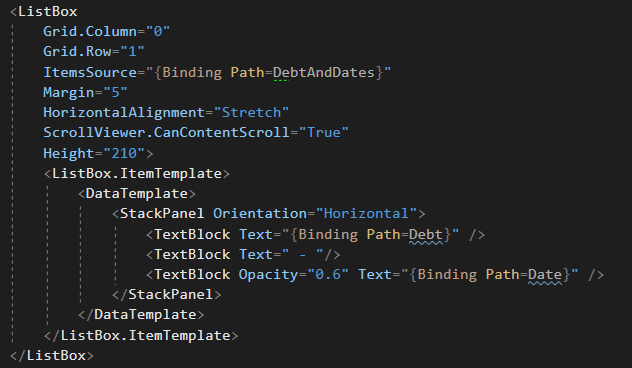 <ListBox
    Grid.Column="0"
    Grid.Row="1"
    ItemsSource="{Binding Path=DebtAndDates}"
    Margin="5"
    HorizontalAlignment="Stretch"
    ScrollViewer.CanContentScroll="True"
    Height="210">
    <ListBox.ItemTemplate>
        <DataTemplate>
            <StackPanel Orientation="Horizontal">
                <TextBlock Text="{Binding Path=Debt}" />
                <TextBlock Text=" - "/>
                <TextBlock Opacity="0.6" Text="{Binding Path=Date}" />
            </StackPanel>
        </DataTemplate>
    </ListBox.ItemTemplate>
</ListBox>